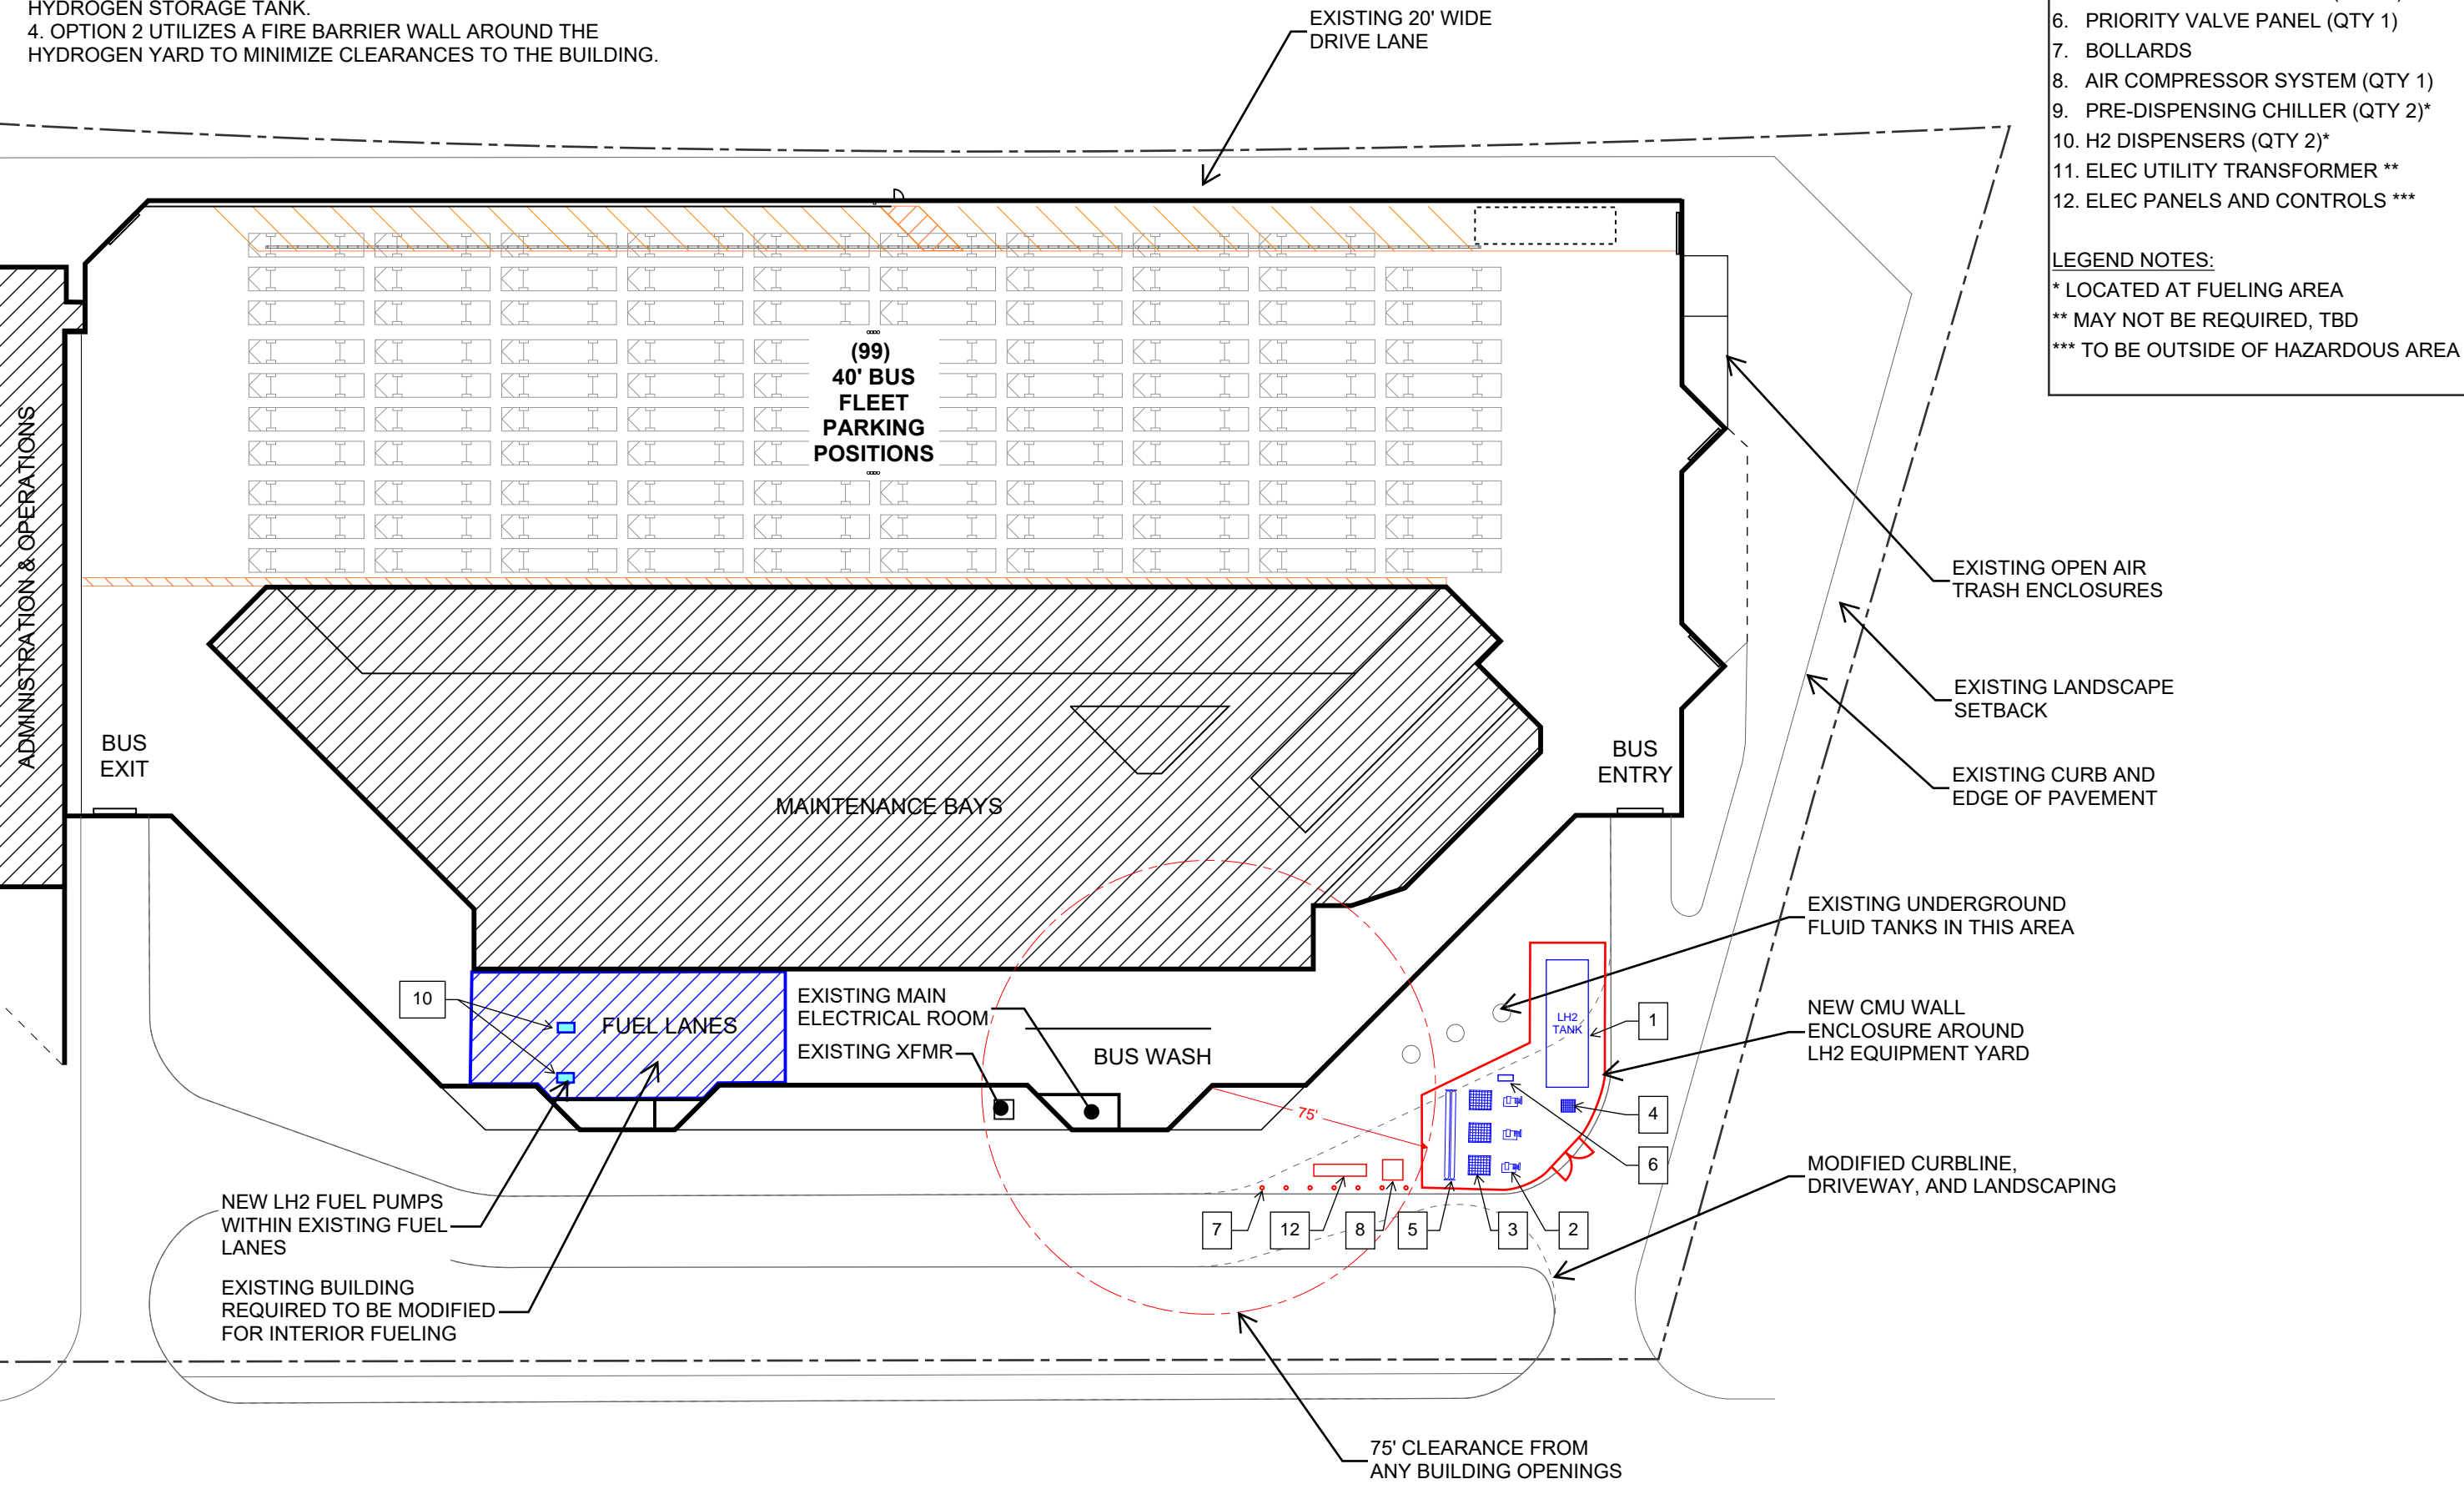 HYDROGEN STORAGE TANK.
4. OPTION 2 UTILIZES A FIRE BARRIER WALL AROUND THE
HYDROGEN YARD TO MINIMIZE CLEARANCES TO THE BUILDING.
EXISTING 20' WIDE
DRIVE LANE
6. PRIORITY VALVE PANEL (QTY 1)
7. BOLLARDS
8. AIR COMPRESSOR SYSTEM (QTY 1)
9. PRE-DISPENSING CHILLER (QTY 2)*
10. H2 DISPENSERS (QTY 2)*
11. ELEC UTILITY TRANSFORMER **
12. ELEC PANELS AND CONTROLS ***
LEGEND NOTES:
* LOCATED AT FUELING AREA
** MAY NOT BE REQUIRED, TBD
*** TO BE OUTSIDE OF HAZARDOUS AREA
(99)
40' BUS
FLEET
PARKING
POSITIONS
ADMINISTRATION & OPERATIONS
BUS
EXIT
MAINTENANCE BAYS
BUS
ENTRY
EXISTING OPEN AIR
TRASH ENCLOSURES
EXISTING LANDSCAPE
SETBACK
EXISTING CURB AND
EDGE OF PAVEMENT
EXISTING UNDERGROUND
FLUID TANKS IN THIS AREA
NEW CMU WALL
ENCLOSURE AROUND
LH2 EQUIPMENT YARD
MODIFIED CURBLINE,
DRIVEWAY, AND LANDSCAPING
10
FUEL LANES
EXISTING MAIN
ELECTRICAL ROOM
EXISTING XFMR
BUS WASH
LH2
TANK
1
4
6
75'
7
12
8
5
3
2
NEW LH2 FUEL PUMPS
WITHIN EXISTING FUEL
LANES
EXISTING BUILDING
REQUIRED TO BE MODIFIED
FOR INTERIOR FUELING
75' CLEARANCE FROM
ANY BUILDING OPENINGS